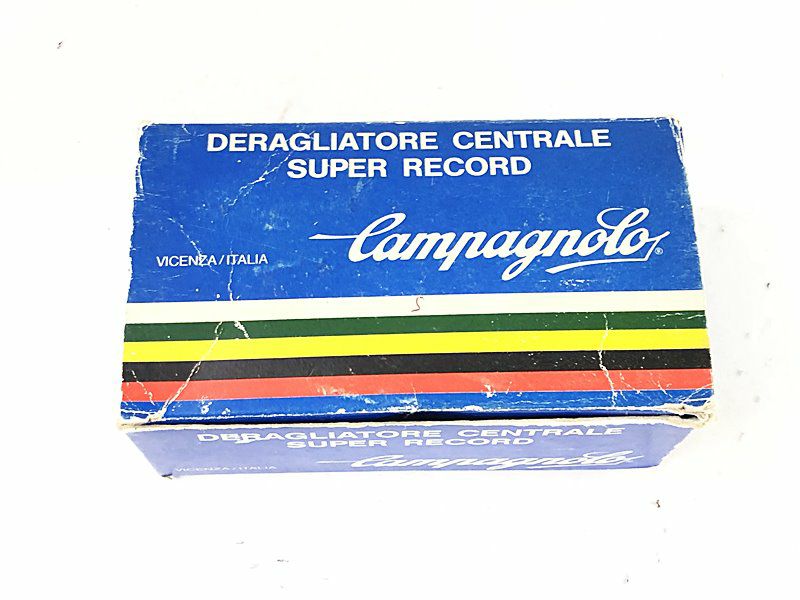 DERAGLIATORE CENTRALE
SUPER RECORD
Campagnolo®
VICENZA/ITALIA
S
DERAGLIATORE CENTRALE
SUPER RECORD
Campagnolo
VICENZA/ITALIA